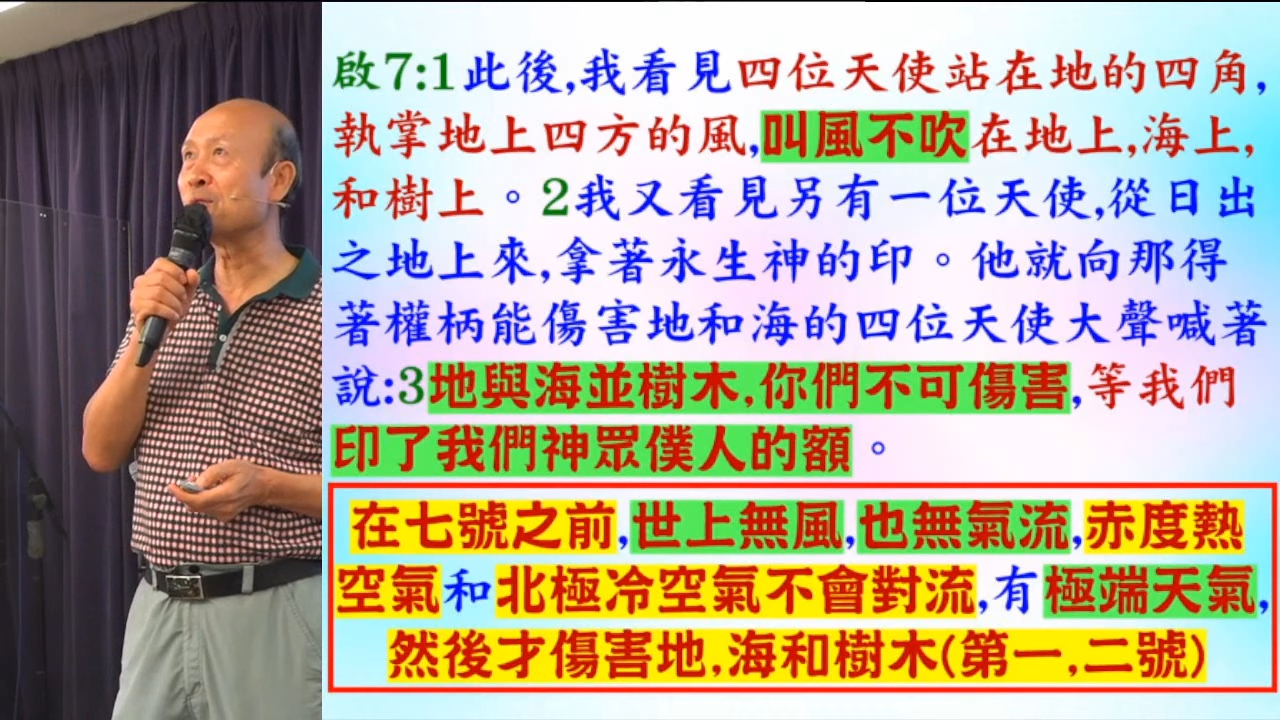 啟7:1此後,我看見四位天使站在地的四角,
執掌地上四方的風,叫風不吹在地上,海上,
和樹上。2我又看見另有一位天使,從日出
之地上來,拿著永生神的印。他就向那得
著權柄能傷害地和海的四位天使大聲喊著
說:3地與海並樹木,你們不可傷害,等我們
印了我們神眾僕人的額。
在七號之前,世上無風,也無氣流,赤度熱
空氣和北極冷空氣不會對流,有極端天氣,
然後才傷害地,海和樹木(第一,二號)